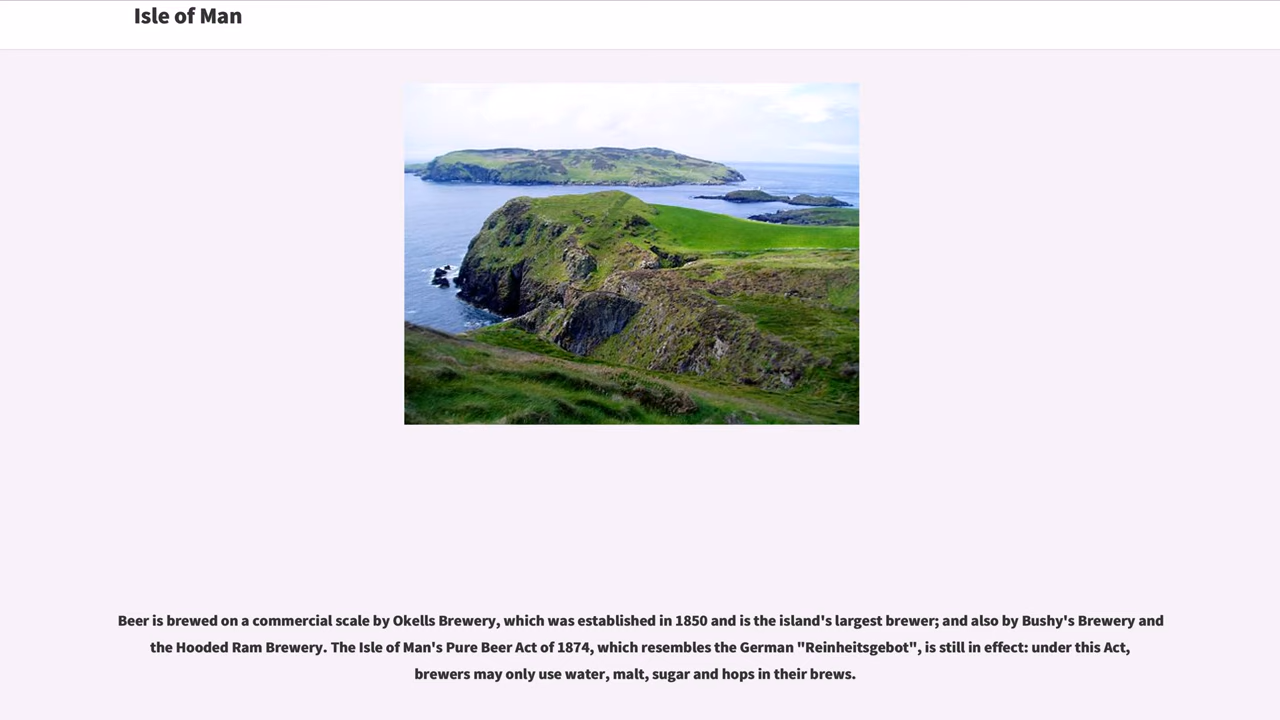 Isle of Man
Beer is brewed on a commercial scale by Okells Brewery, which was established in 1850 and is the island's largest brewer; and also by Bushy's Brewery and
the Hooded Ram Brewery. The Isle of Man's Pure Beer Act of 1874, which resembles the German "Reinheitsgebot", is still in effect: under this Act,
brewers may only use water, malt, sugar and hops in their brews.